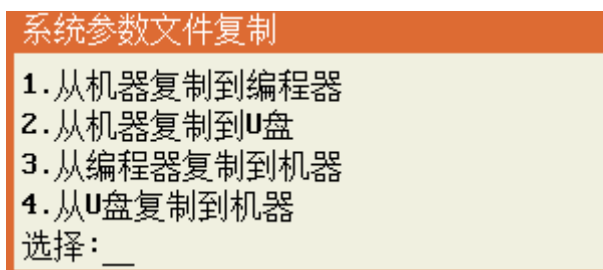 系统参数文件复制
1.从机器复制到编程器
2.从机器复制到U盘
3.从编程器复制到机器
4.从U盘复制到机器
选择:__